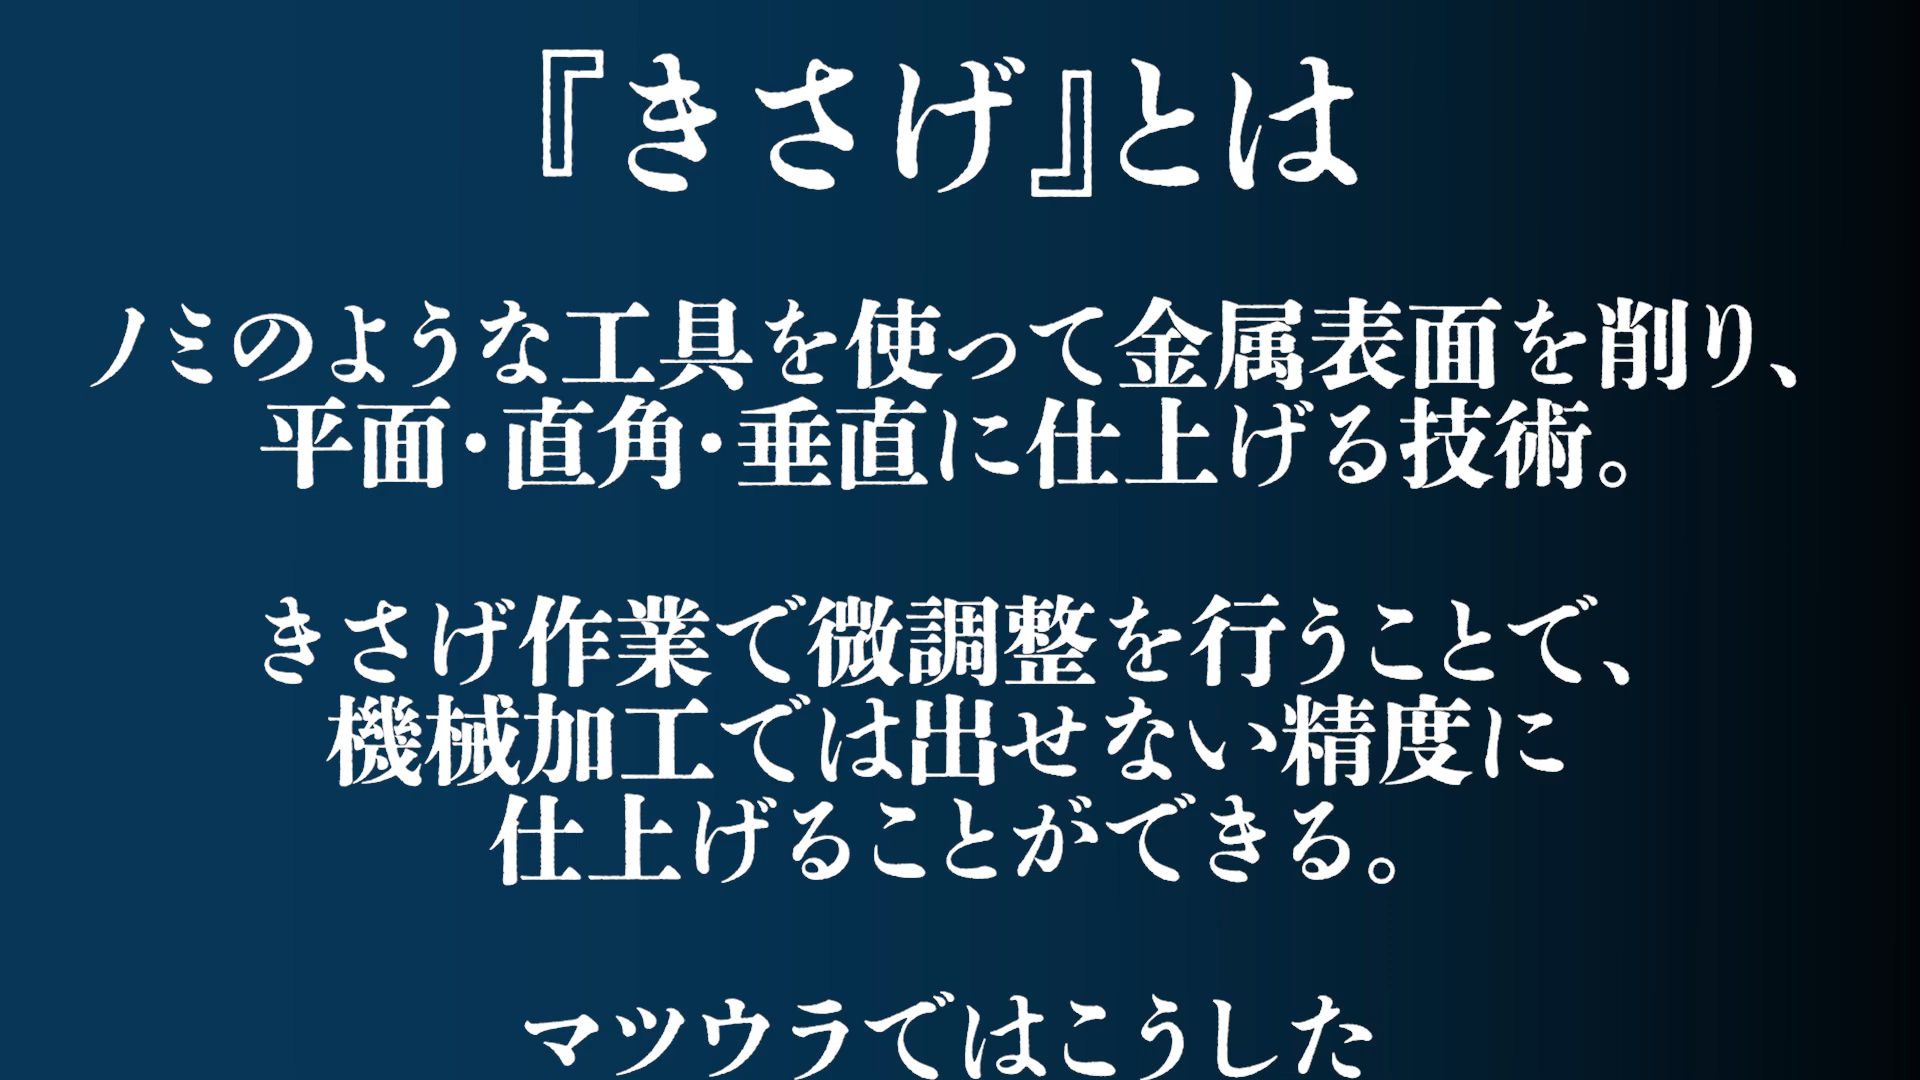 『きさげ』とは
ノミのような工具を使って金属表面を削り、
平面・直角・垂直に仕上げる技術。
きさげ作業で微調整を行うことで、
機械加工では出せない精度に
仕上げることができる。
マツウラではこうした